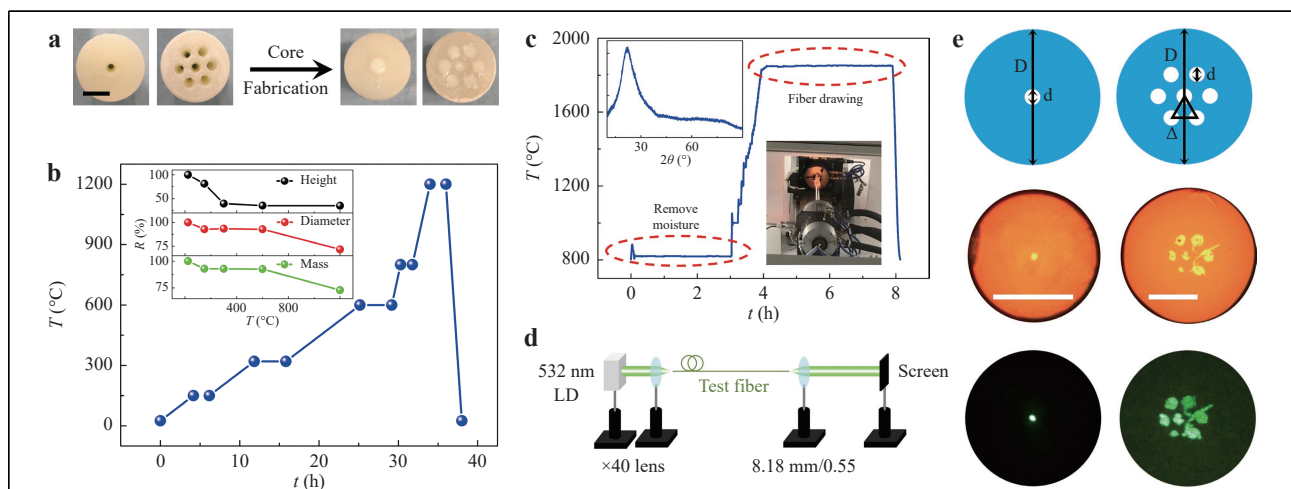 a
Core
Fabrication
b
T (°C)
1200
900
600
300
0
0
10
20
30
40
t (h)
R (%)
100
75
Height
100
75
Diameter
100
75
Mass
400
800
T (°C)
c
T (°C)
2000
1600
1200
800
0
2
4
6
8
t (h)
30
60
2θ (°)
Fiber drawing
Remove
moisture
d
532 nm
LD
Test fiber
Screen
×40 lens
8.18 mm/0.55
e
D
d
D
d
Δ